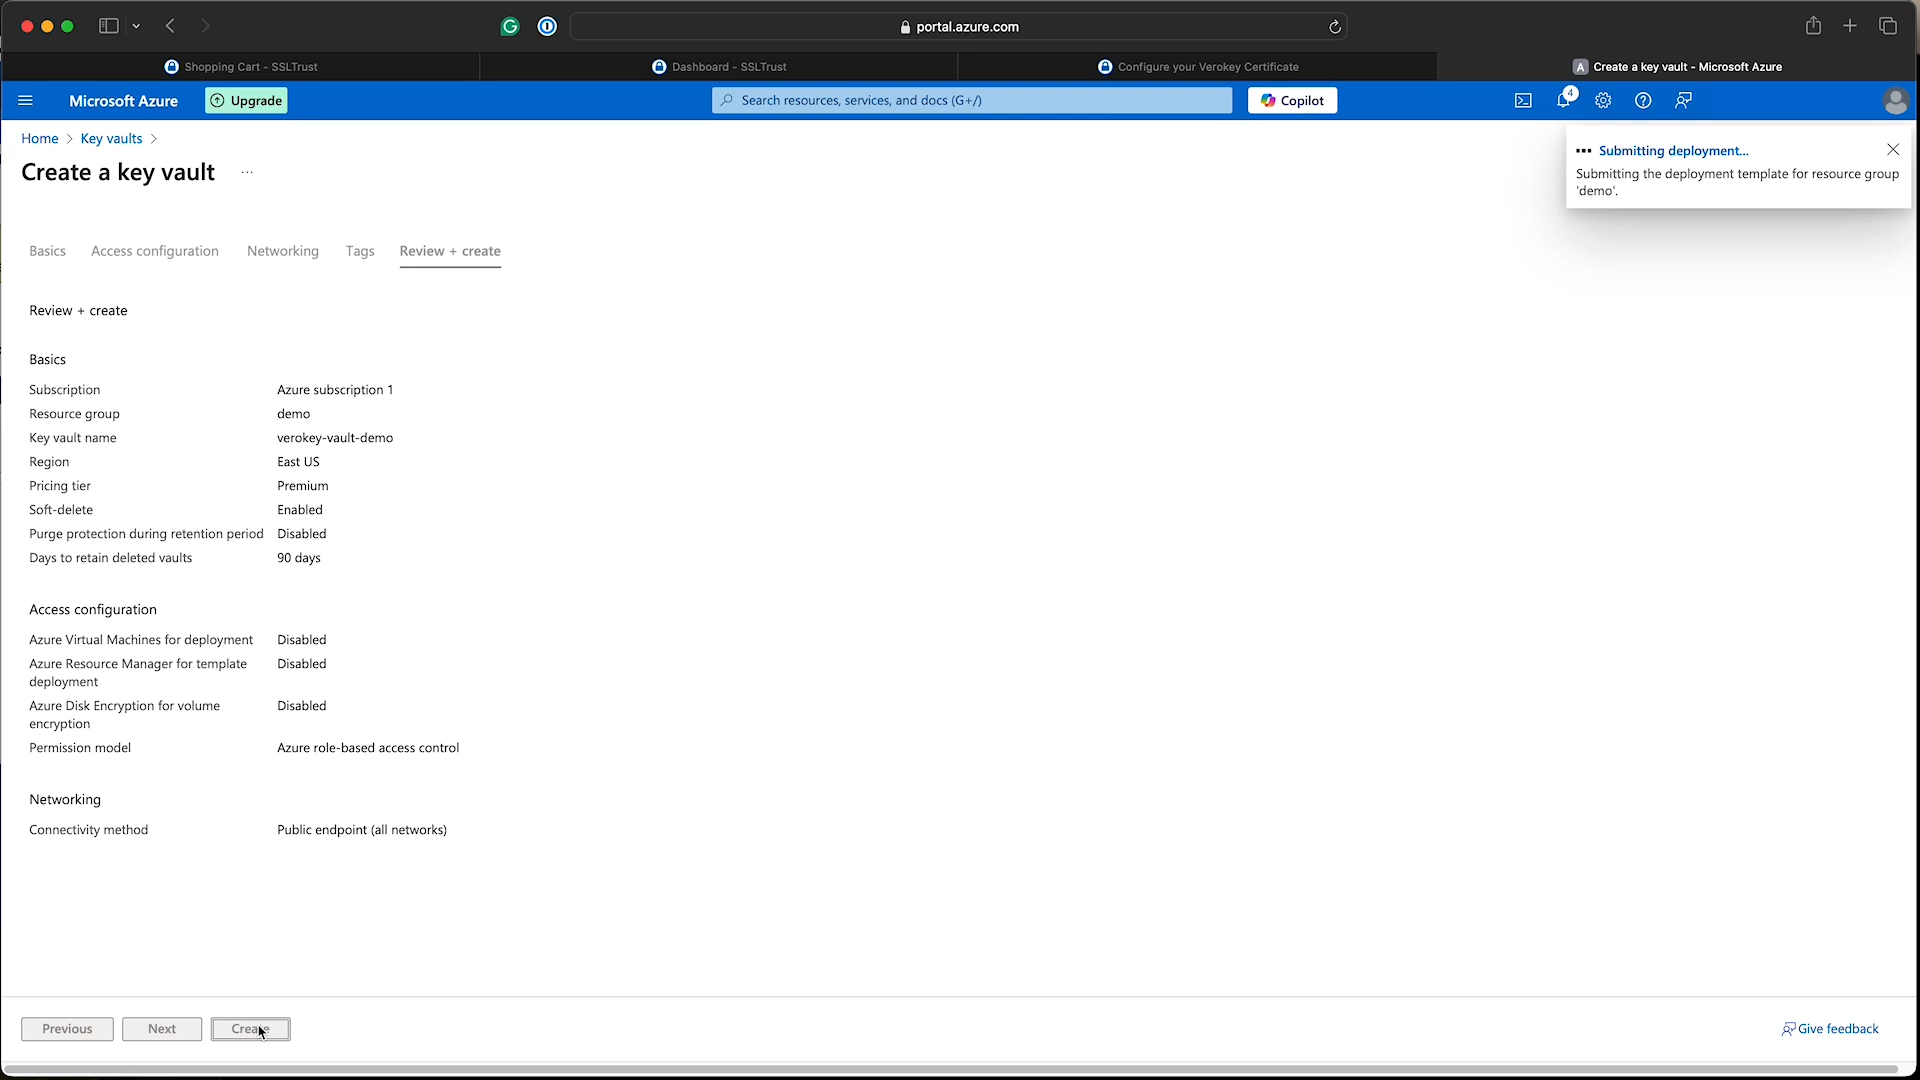 portal.azure.com
Shopping Cart - SSLTrust
Dashboard - SSLTrust
Configure your Verokey Certificate
A Create a key vault - Microsoft Azure
Microsoft Azure
Upgrade
Search resources, services, and docs (G+/)
Copilot
4
Home > Key vaults >
Create a key vault ...
Submitting deployment...
Submitting the deployment template for resource group
'demo'.
Basics
Access configuration
Networking
Tags
Review + create
Review + create
Basics
Subscription Azure subscription 1
Resource group demo
Key vault name verokey-vault-demo
Region East US
Pricing tier Premium
Soft-delete Enabled
Purge protection during retention period Disabled
Days to retain deleted vaults 90 days
Access configuration
Azure Virtual Machines for deployment Disabled
Azure Resource Manager for template Disabled
deployment
Azure Disk Encryption for volume Disabled
encryption
Permission model Azure role-based access control
Networking
Connectivity method Public endpoint (all networks)
Previous
Next
Create
Give feedback